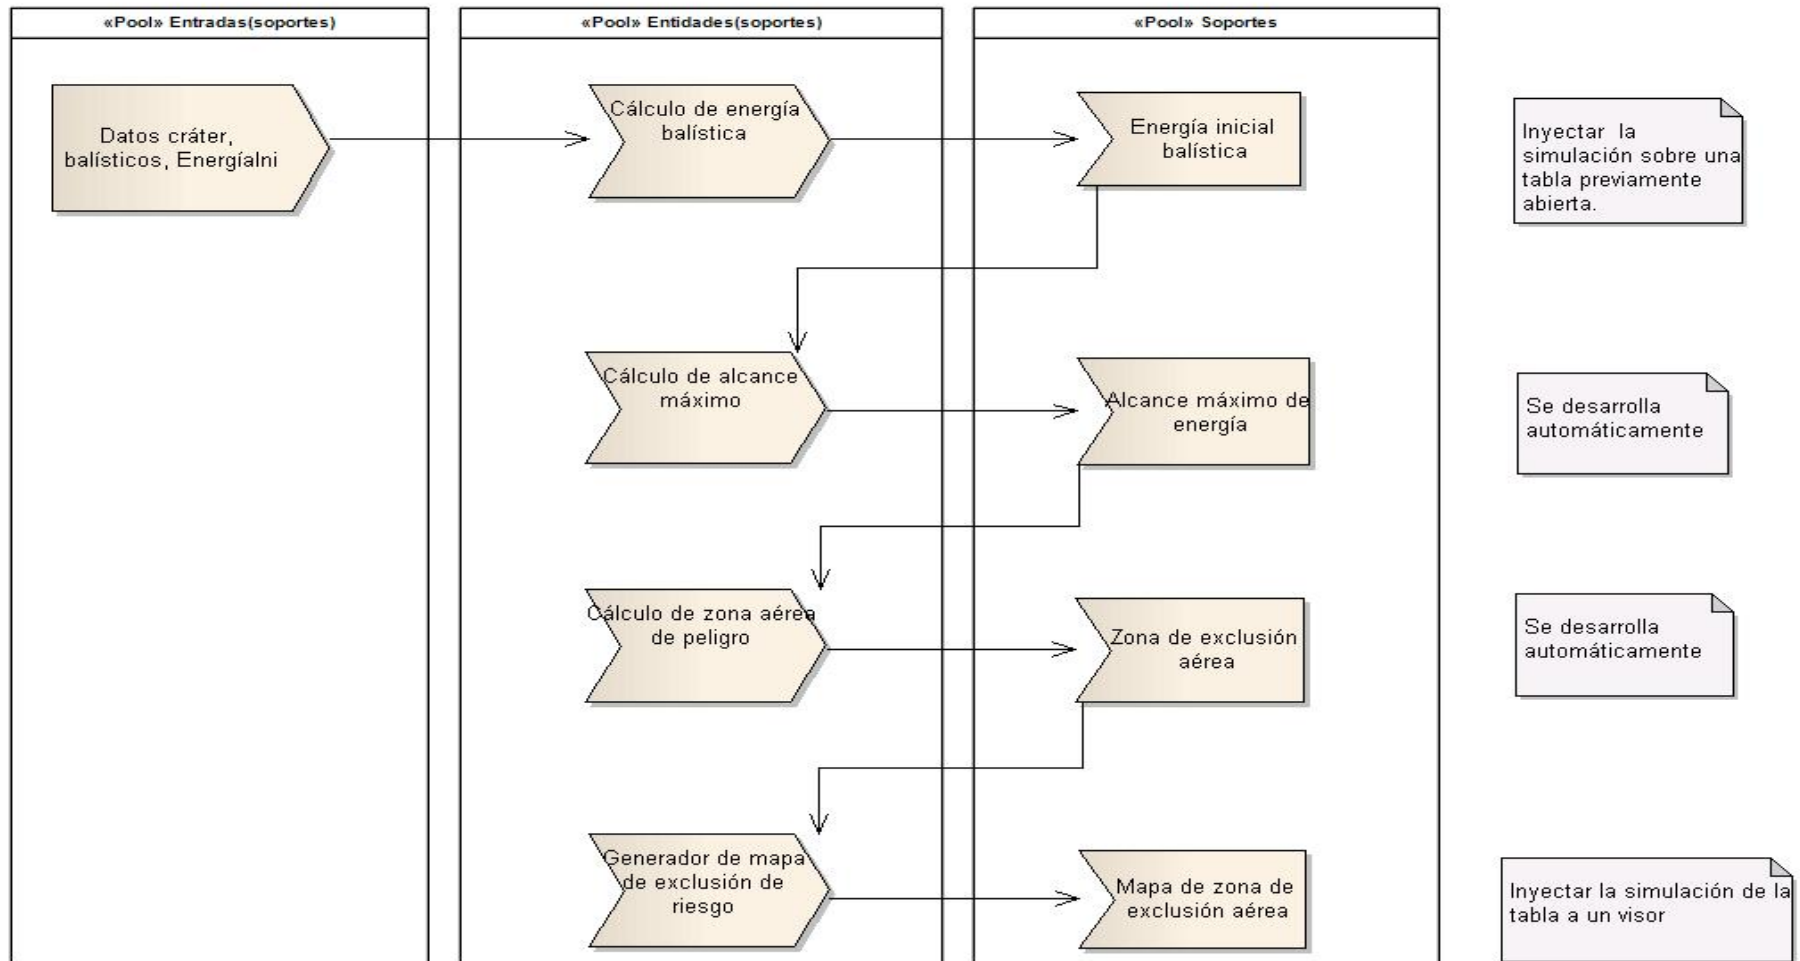 «Pool» Entradas(soportes)
«Pool» Entidades(soportes)
«Pool» Soportes
Datos cráter,
balísticos, Energíalni
Cálculo de energía
balística
Energía inicial
balística
Inyectar la
simulación sobre una
tabla previamente
abierta.
Cálculo de alcance
máximo
Alcance máximo de
energía
Se desarrolla
automáticamente
Cálculo de zona aérea
de peligro
Zona de exclusión
aérea
Se desarrolla
automáticamente
Generador de mapa
de exclusión de
riesgo
Mapa de zona de
exclusión aérea
Inyectar la simulación de la
tabla a un visor